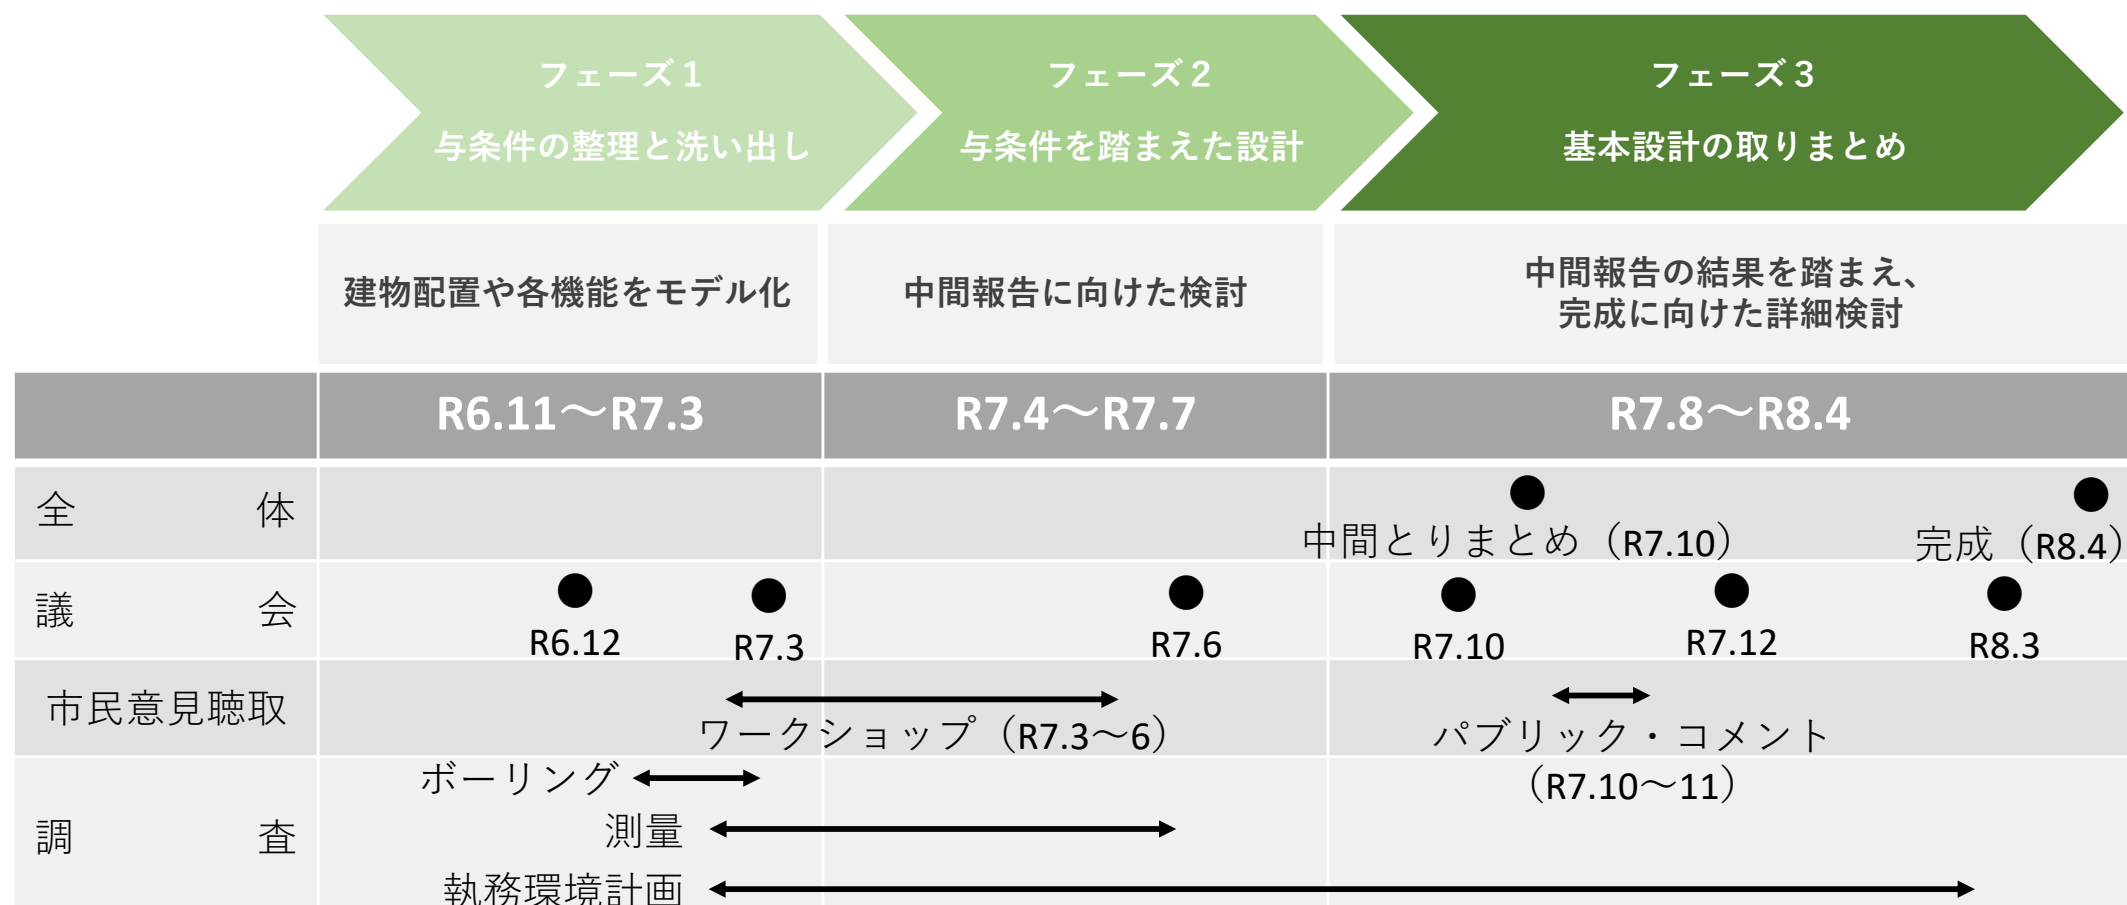 フェーズ１
与条件の整理と洗い出し
フェーズ２
与条件を踏まえた設計
フェーズ３
基本設計の取りまとめ
建物配置や各機能をモデル化
中間報告に向けた検討
中間報告の結果を踏まえ、
完成に向けた詳細検討
R6.11～R7.3
R7.4～R7.7
R7.8～R8.4
全体
中間とりまとめ（R7.10）
完成（R8.4）
議会
R6.12
R7.3
R7.6
R7.10
R7.12
R8.3
市民意見聴取
ワークショップ（R7.3～6）
パブリック・コメント
（R7.10～11）
調査
ボーリング
測量
執務環境計画